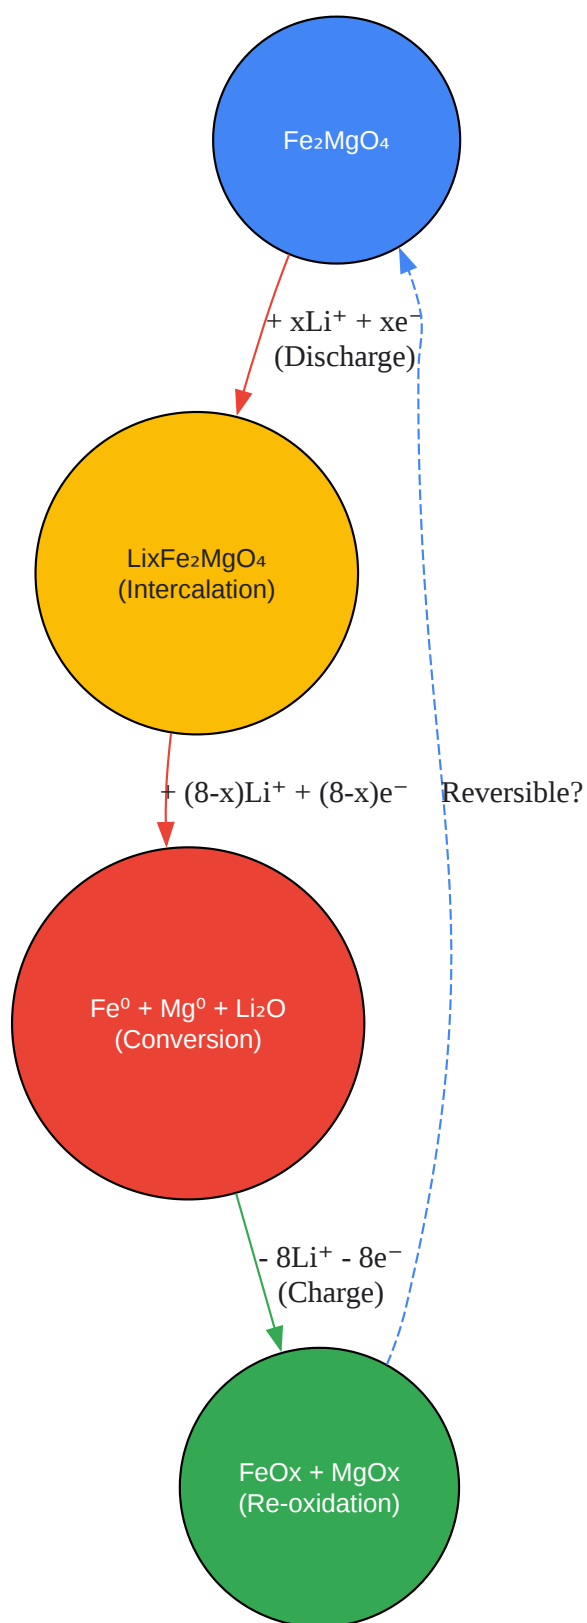 Fe₂MgO₄
+ xLi⁺ + xe⁻
(Discharge)
LixFe₂MgO₄
(Intercalation)
+ (8-x)Li⁺ + (8-x)e⁻
Reversible?
Fe⁰ + Mg⁰ + Li₂O
(Conversion)
- 8Li⁺ - 8e⁻
(Charge)
FeOx + MgOx
(Re-oxidation)